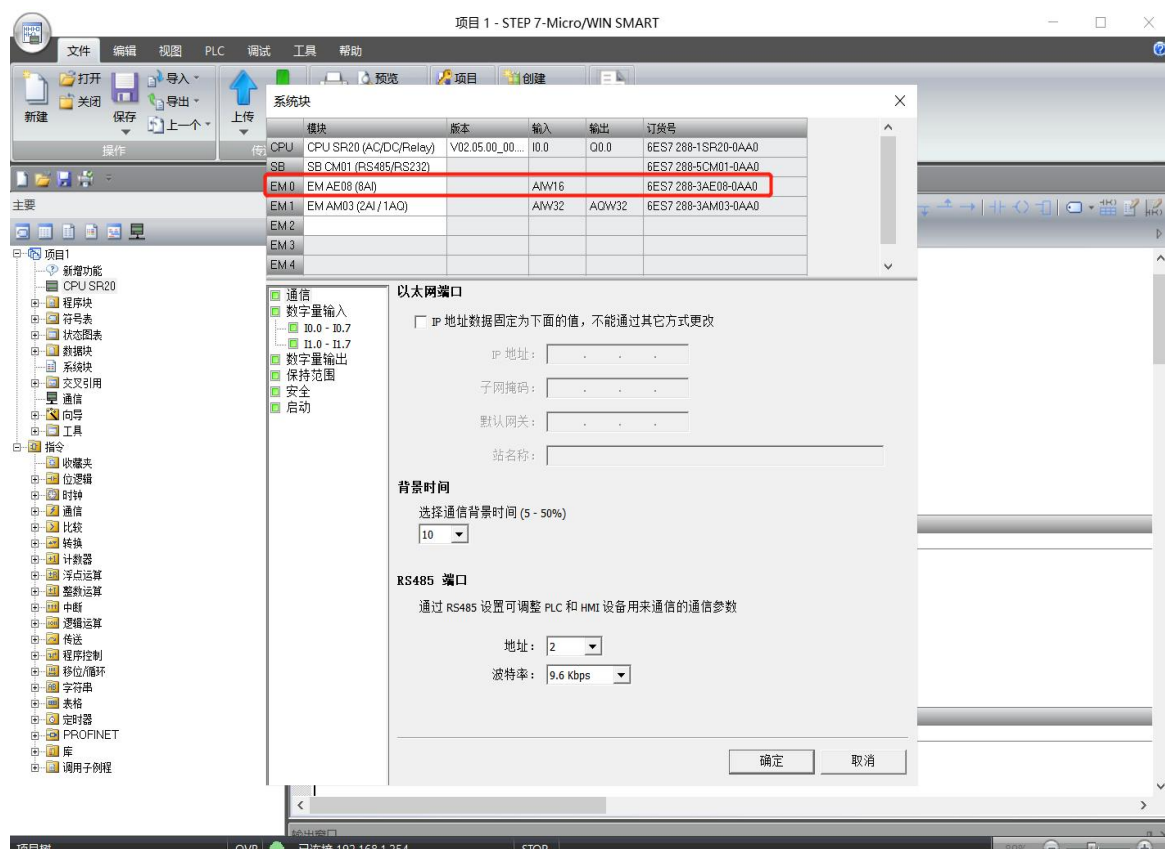 项目 1 - STEP 7-Micro/WIN SMART
文件 编辑 视图 PLC 调试 工具 帮助
新建 打开 关闭 保存 导入 导出 上一个 上传 预览 项目 创建
操作
主要
项目1
新增功能
CPU SR20
程序块
符号表
状态图表
数据块
系统块
交叉引用
通信
向导
工具
指令
收藏夹
位逻辑
时钟
通信
比较
转换
计数器
浮点运算
整数运算
中断
逻辑运算
传送
程序控制
移位/循环
字符串
表格
定时器
PROFINET
库
调用子例程
系统块
模块 版本 输入 输出 订货号
CPU CPU SR20 (AC/DC/Relay) V02.05.00_00.... I0.0 Q0.0 6ES7 288-1SR20-0AA0
SB SB CM01 (RS485/RS232) 6ES7 288-5CM01-0AA0
EM 0 EM AE08 (8AI) AIW16 6ES7 288-3AE08-0AA0
EM 1 EM AM03 (2AI / 1AQ) AIW32 AQW32 6ES7 288-3AM03-0AA0
EM 2
EM 3
EM 4
通信
数字量输入
I0.0 - I0.7
I1.0 - I1.7
数字量输出
保持范围
安全
启动
以太网端口
IP 地址数据固定为下面的值，不能通过其它方式更改
IP 地址：
子网掩码：
默认网关：
站名称：
背景时间
选择通信背景时间 (5 - 50%)
10
RS485 端口
通过 RS485 设置可调整 PLC 和 HMI 设备用来通信的通信参数
地址： 2
波特率： 9.6 Kbps
确定 取消